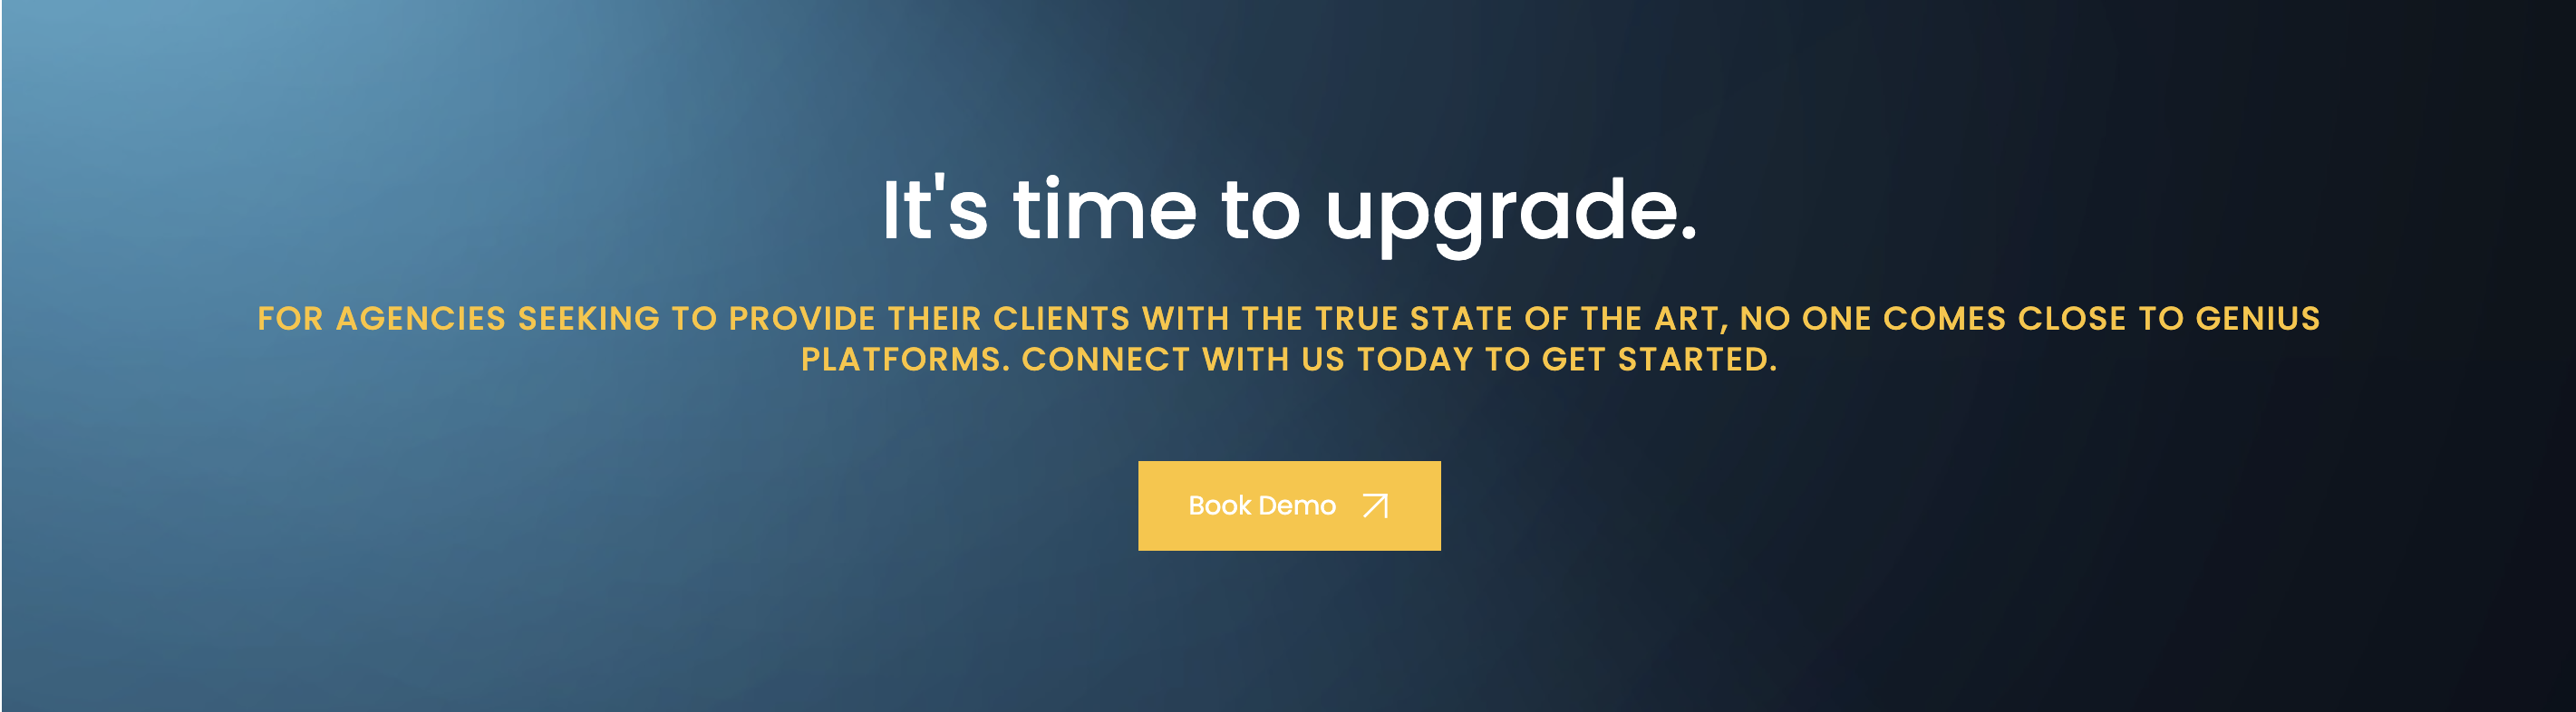 It's time to upgrade.
FOR AGENCIES SEEKING TO PROVIDE THEIR CLIENTS WITH THE TRUE STATE OF THE ART, NO ONE COMES CLOSE TO GENIUS
PLATFORMS. CONNECT WITH US TODAY TO GET STARTED.
Book Demo